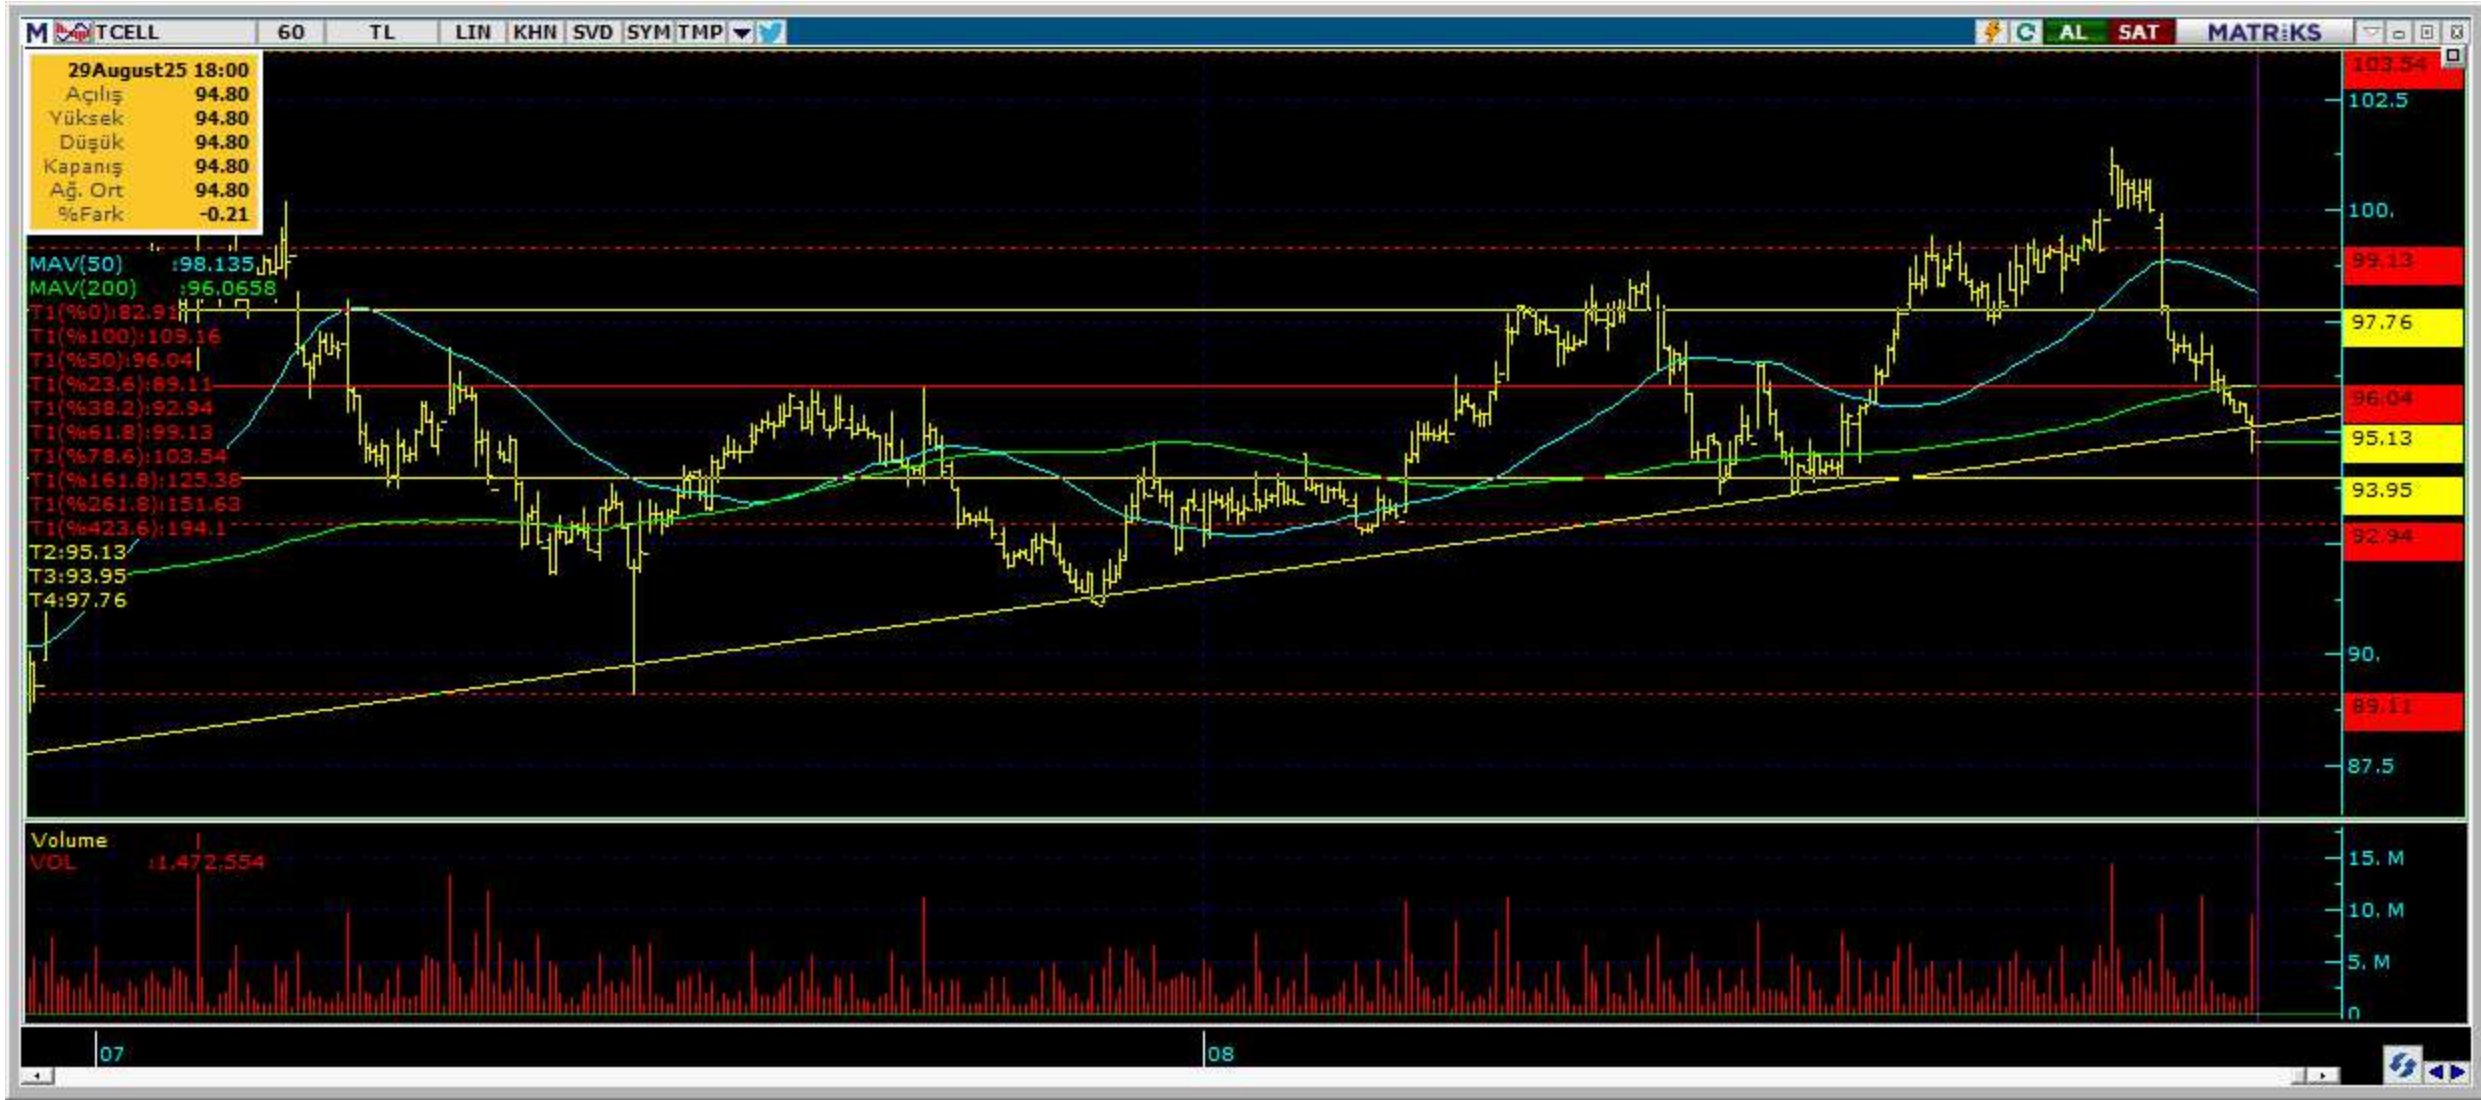 M TCELL 60 TL LIN KHN SVD SYM TMP AL SAT MATRiKS
29August25 18:00
Açılış 94.80
Yüksek 94.80
Düşük 94.80
Kapanış 94.80
Ağ. Ort 94.80
%Fark -0.21
MAV(50) :98.135
MAV(200) :96.0658
T1(%0):82.91
T1(%100):109.16
T1(%50):96.04
T1(%23.6):89.11
T1(%38.2):92.94
T1(%61.8):99.13
T1(%78.6):103.54
T1(%161.8):125.38
T1(%261.8):151.63
T1(%423.6):194.1
T2:95.13
T3:93.95
T4:97.76
103.54
102.5
100.
99.13
97.76
96.04
95.13
93.95
92.94
90.
89.11
87.5
Volume
VOL :1,472,554
15. M
10. M
5. M
0
07 08